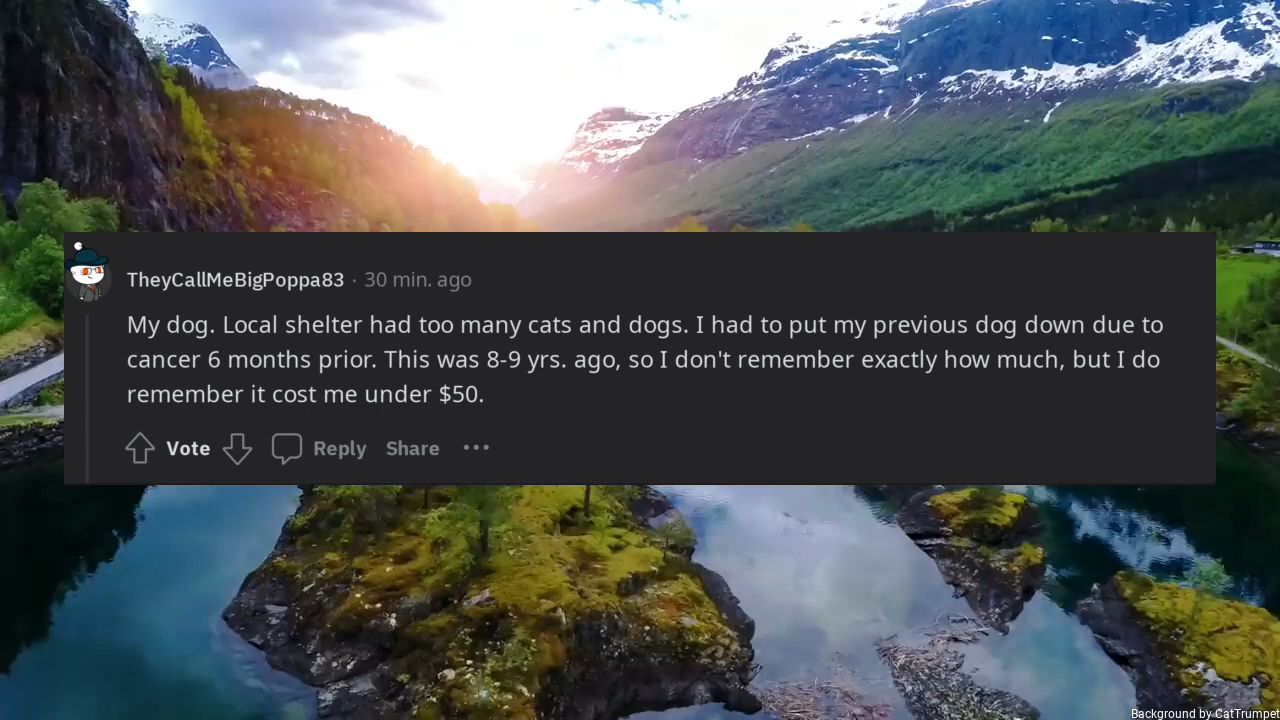 TheyCallMeBigPoppa83 · 30 min. ago
My dog. Local shelter had too many cats and dogs. I had to put my previous dog down due to
cancer 6 months prior. This was 8-9 yrs. ago, so I don't remember exactly how much, but I do
remember it cost me under $50.
Vote Reply Share ···
Background by CatTrumpet